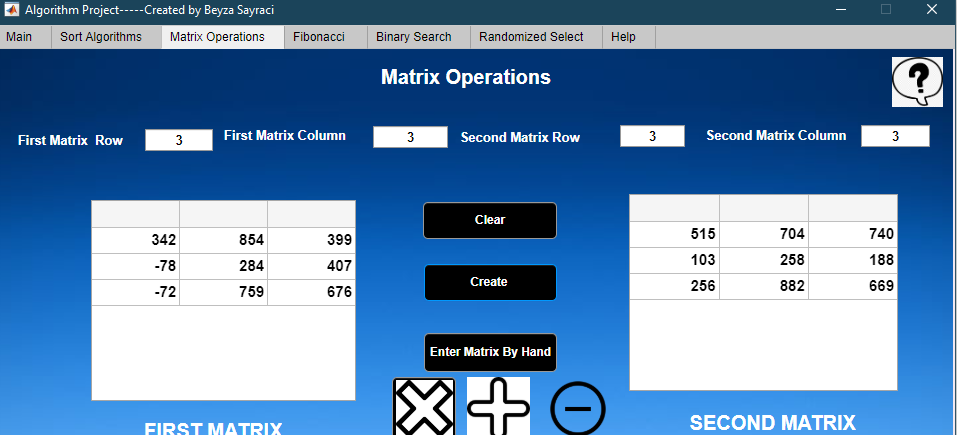 Algorithm Project-----Created by Beyza Sayraci
Main Sort Algorithms Matrix Operations Fibonacci Binary Search Randomized Select Help
Matrix Operations
?
First Matrix Row 3 First Matrix Column 3 Second Matrix Row 3 Second Matrix Column 3
342 854 399
-78 284 407
-72 759 676
Clear
Create
Enter Matrix By Hand
515 704 740
103 258 188
256 882 669
FIRST MATRIX
SECOND MATRIX